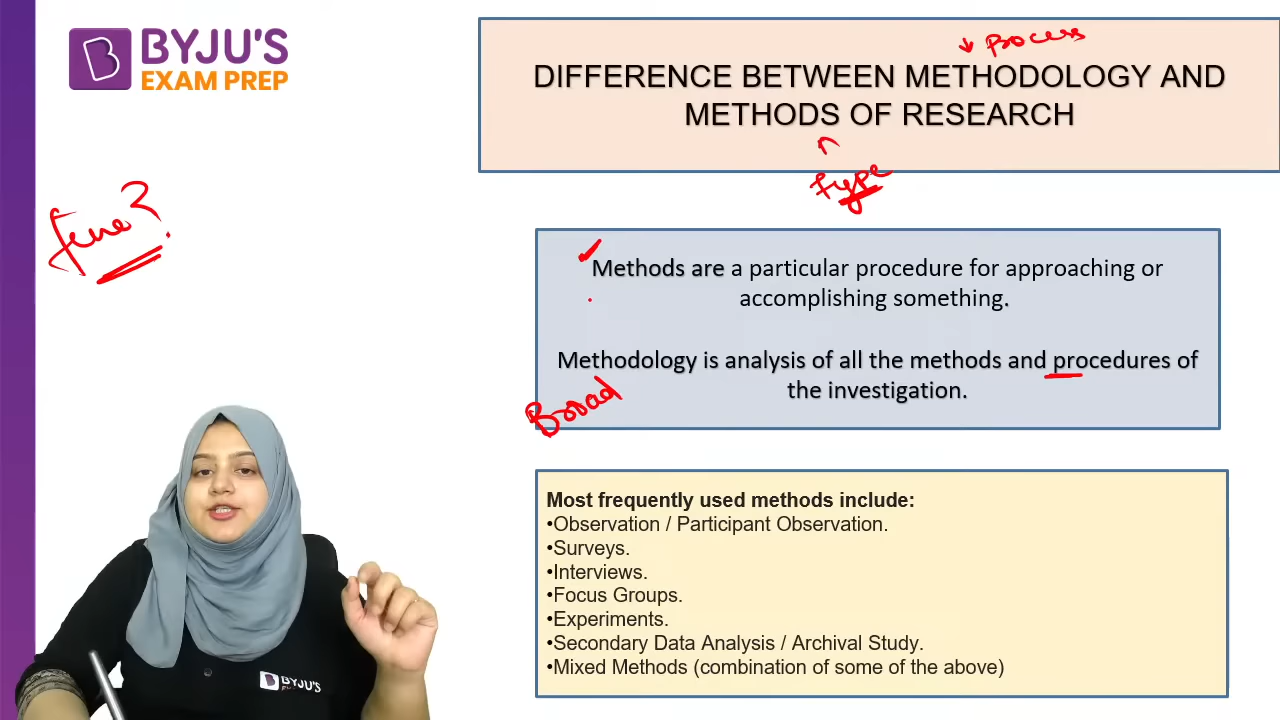 BYJU'S
EXAM PREP
process
DIFFERENCE BETWEEN METHODOLOGY AND
METHODS OF RESEARCH
type
Methods are a particular procedure for approaching or
accomplishing something.
Methodology is analysis of all the methods and procedures of
the investigation.
Broad
Most frequently used methods include:
•Observation / Participant Observation.
•Surveys.
•Interviews.
•Focus Groups.
•Experiments.
•Secondary Data Analysis / Archival Study.
•Mixed Methods (combination of some of the above)
BYJU'S